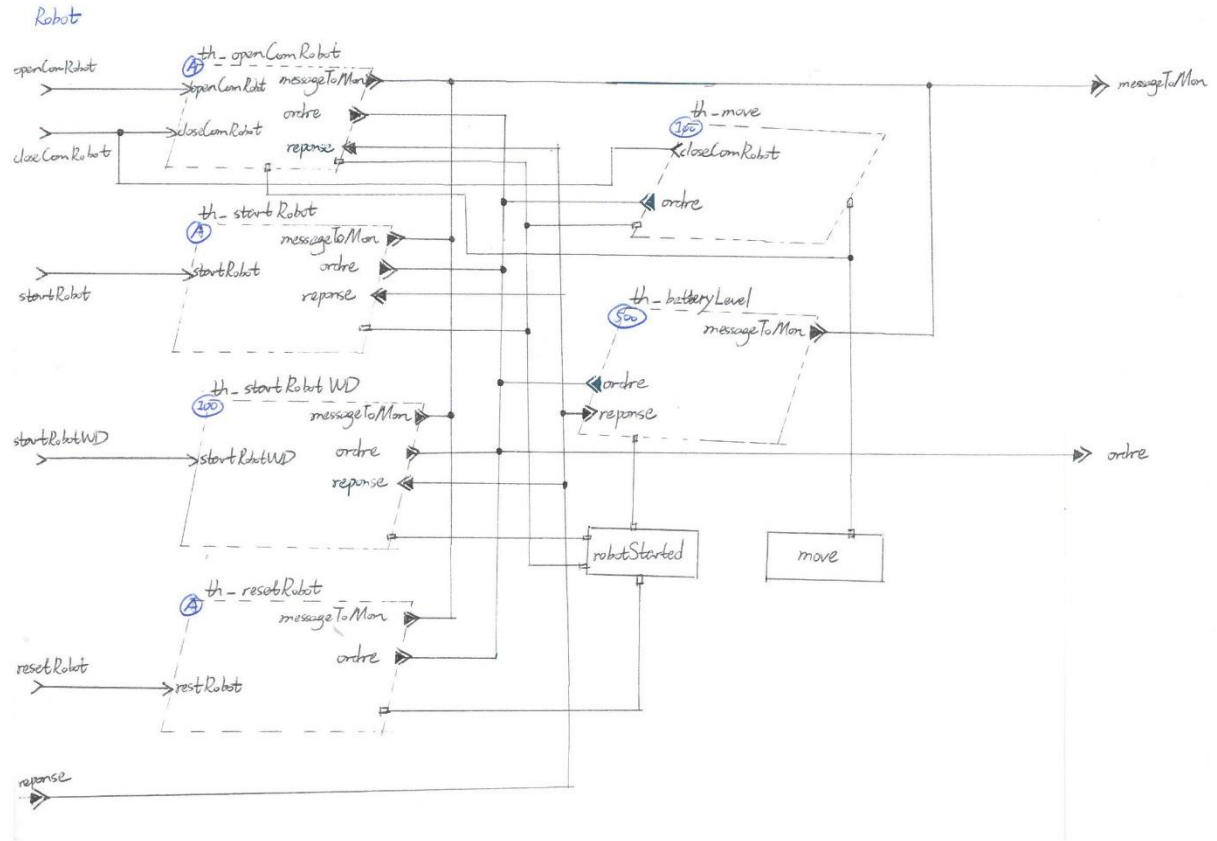 Robot
th_openComRobot
openComRobot
A
openComRobot
messageToMon
messageToMon
ordre
closeComRobot
closeComRobot
reponse
th_move
100
closeComRobot
ordre
th_startRobot
A
messageToMon
startRobot
ordre
startRobot
reponse
th_batteryLevel
500
messageToMon
ordre
reponse
th_startRobotWD
100
messageToMon
startRobotWD
startRobotWD
ordre
ordre
reponse
robotStarted
move
th_resetRobot
A
messageToMon
ordre
resetRobot
restRobot
reponse